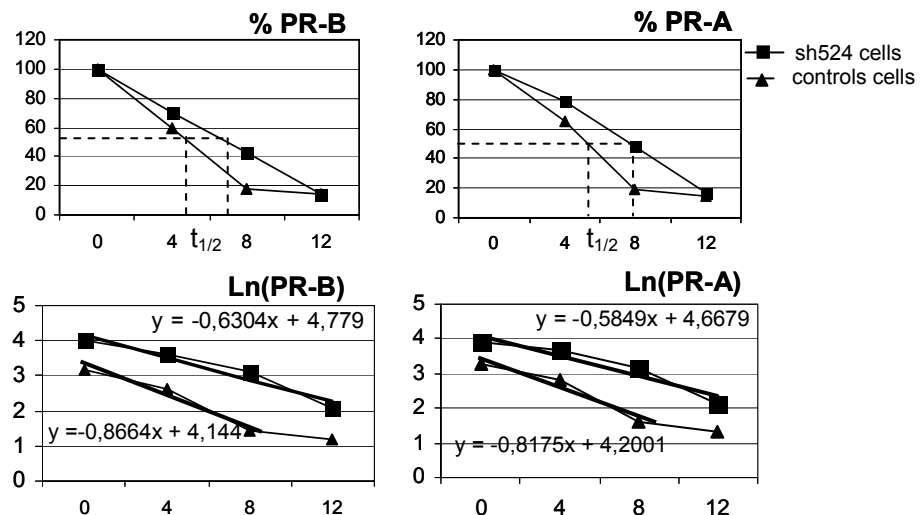 % PR-B
120
100
80
60
40
20
0
0 4 t1/2 8 12
% PR-A
120
100
80
60
40
20
0
0 4 t1/2 8 12
sh524 cells
controls cells
Ln(PR-B)
5
4
3
2
1
0
y = -0,6304x + 4,779
y =-0,8664x + 4,144
0 4 8 12
Ln(PR-A)
5
4
3
2
1
0
y = -0,5849x + 4,6679
y = -0,8175x + 4,2001
0 4 8 12